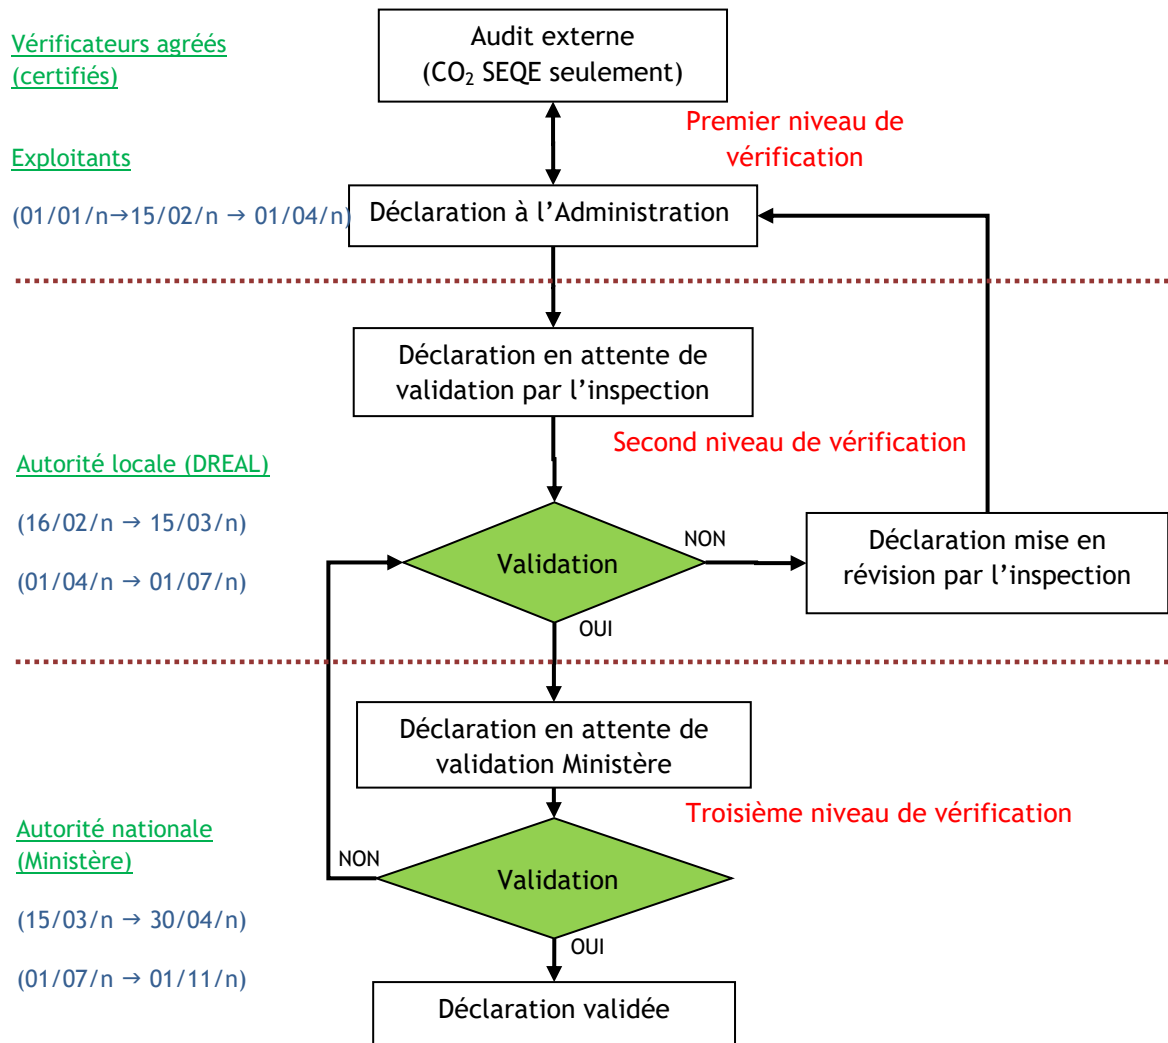 Vérificateurs agréés
(certifiés)
Audit externe
(CO₂ SEQE seulement)
Premier niveau de
vérification
Exploitants
(01/01/n→15/02/n → 01/04/n)
Déclaration à l’Administration
Déclaration en attente de
validation par l’inspection
Second niveau de vérification
Autorité locale (DREAL)
(16/02/n → 15/03/n)
(01/04/n → 01/07/n)
Validation
NON
Déclaration mise en
révision par l’inspection
OUI
Déclaration en attente de
validation Ministère
Troisième niveau de vérification
Autorité nationale
(Ministère)
(15/03/n → 30/04/n)
(01/07/n → 01/11/n)
NON
Validation
OUI
Déclaration validée